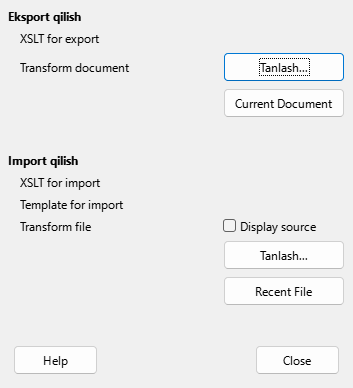 Eksport qilish
XSLT for export
Transform document
Tanlash...
Current Document
Import qilish
XSLT for import
Template for import
Transform file
Display source
Tanlash...
Recent File
Help
Close